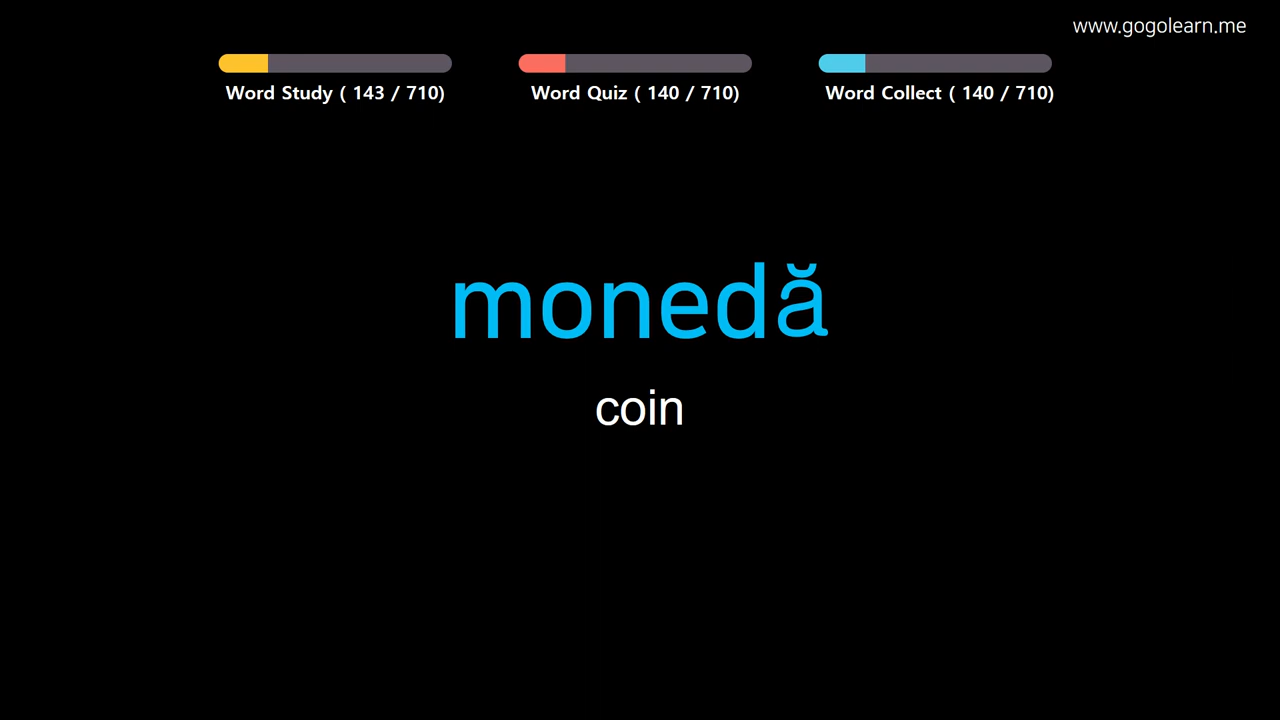 www.gogolearn.me
Word Study ( 143 / 710)
Word Quiz ( 140 / 710)
Word Collect ( 140 / 710)
monedă
coin